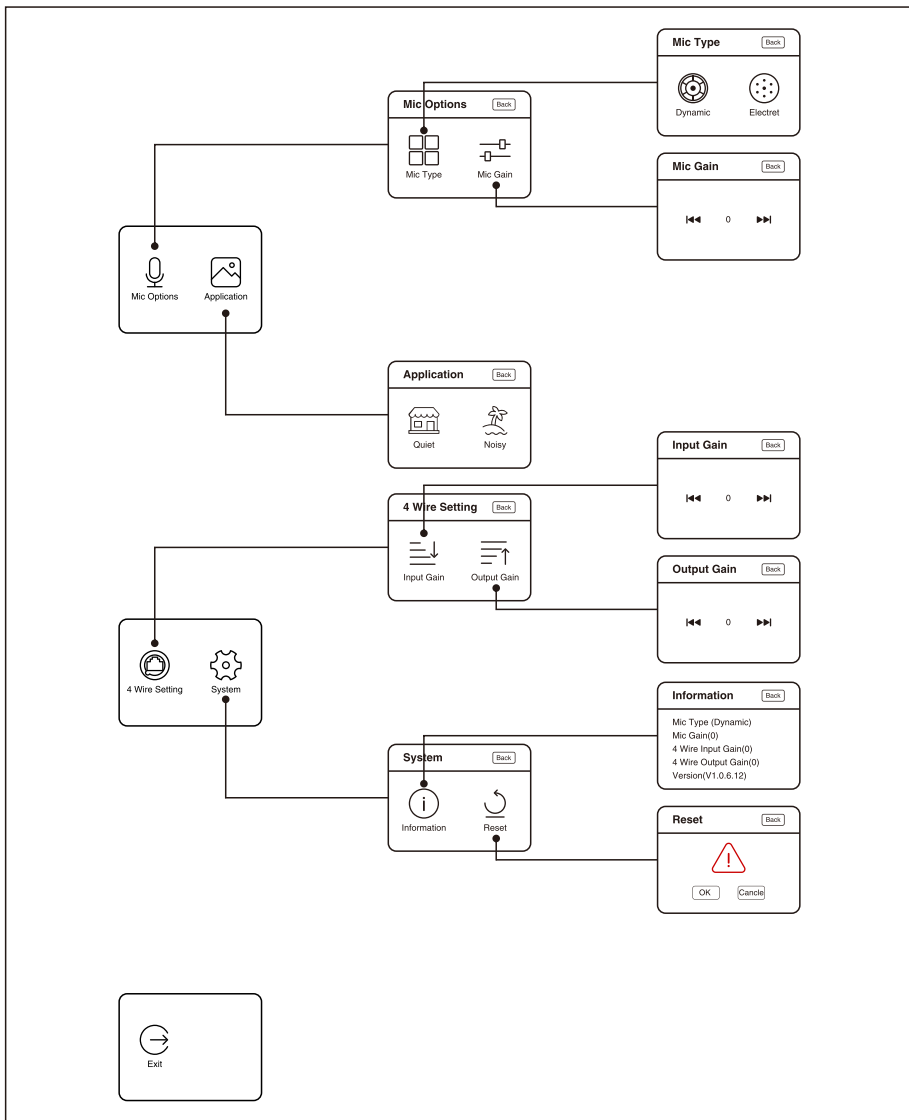 Mic Type Back
Dynamic Electret
Mic Options Back
Mic Type Mic Gain
Mic Gain Back
0
Mic Options Application
Application Back
Quiet Noisy
Input Gain Back
0
4 Wire Setting Back
Input Gain Output Gain
Output Gain Back
0
4 Wire Setting System
Information Back
Mic Type (Dynamic)
Mic Gain(0)
4 Wire Input Gain(0)
4 Wire Output Gain(0)
Version(V1.0.6.12)
System Back
Information Reset
Reset Back
OK Cancle
Exit